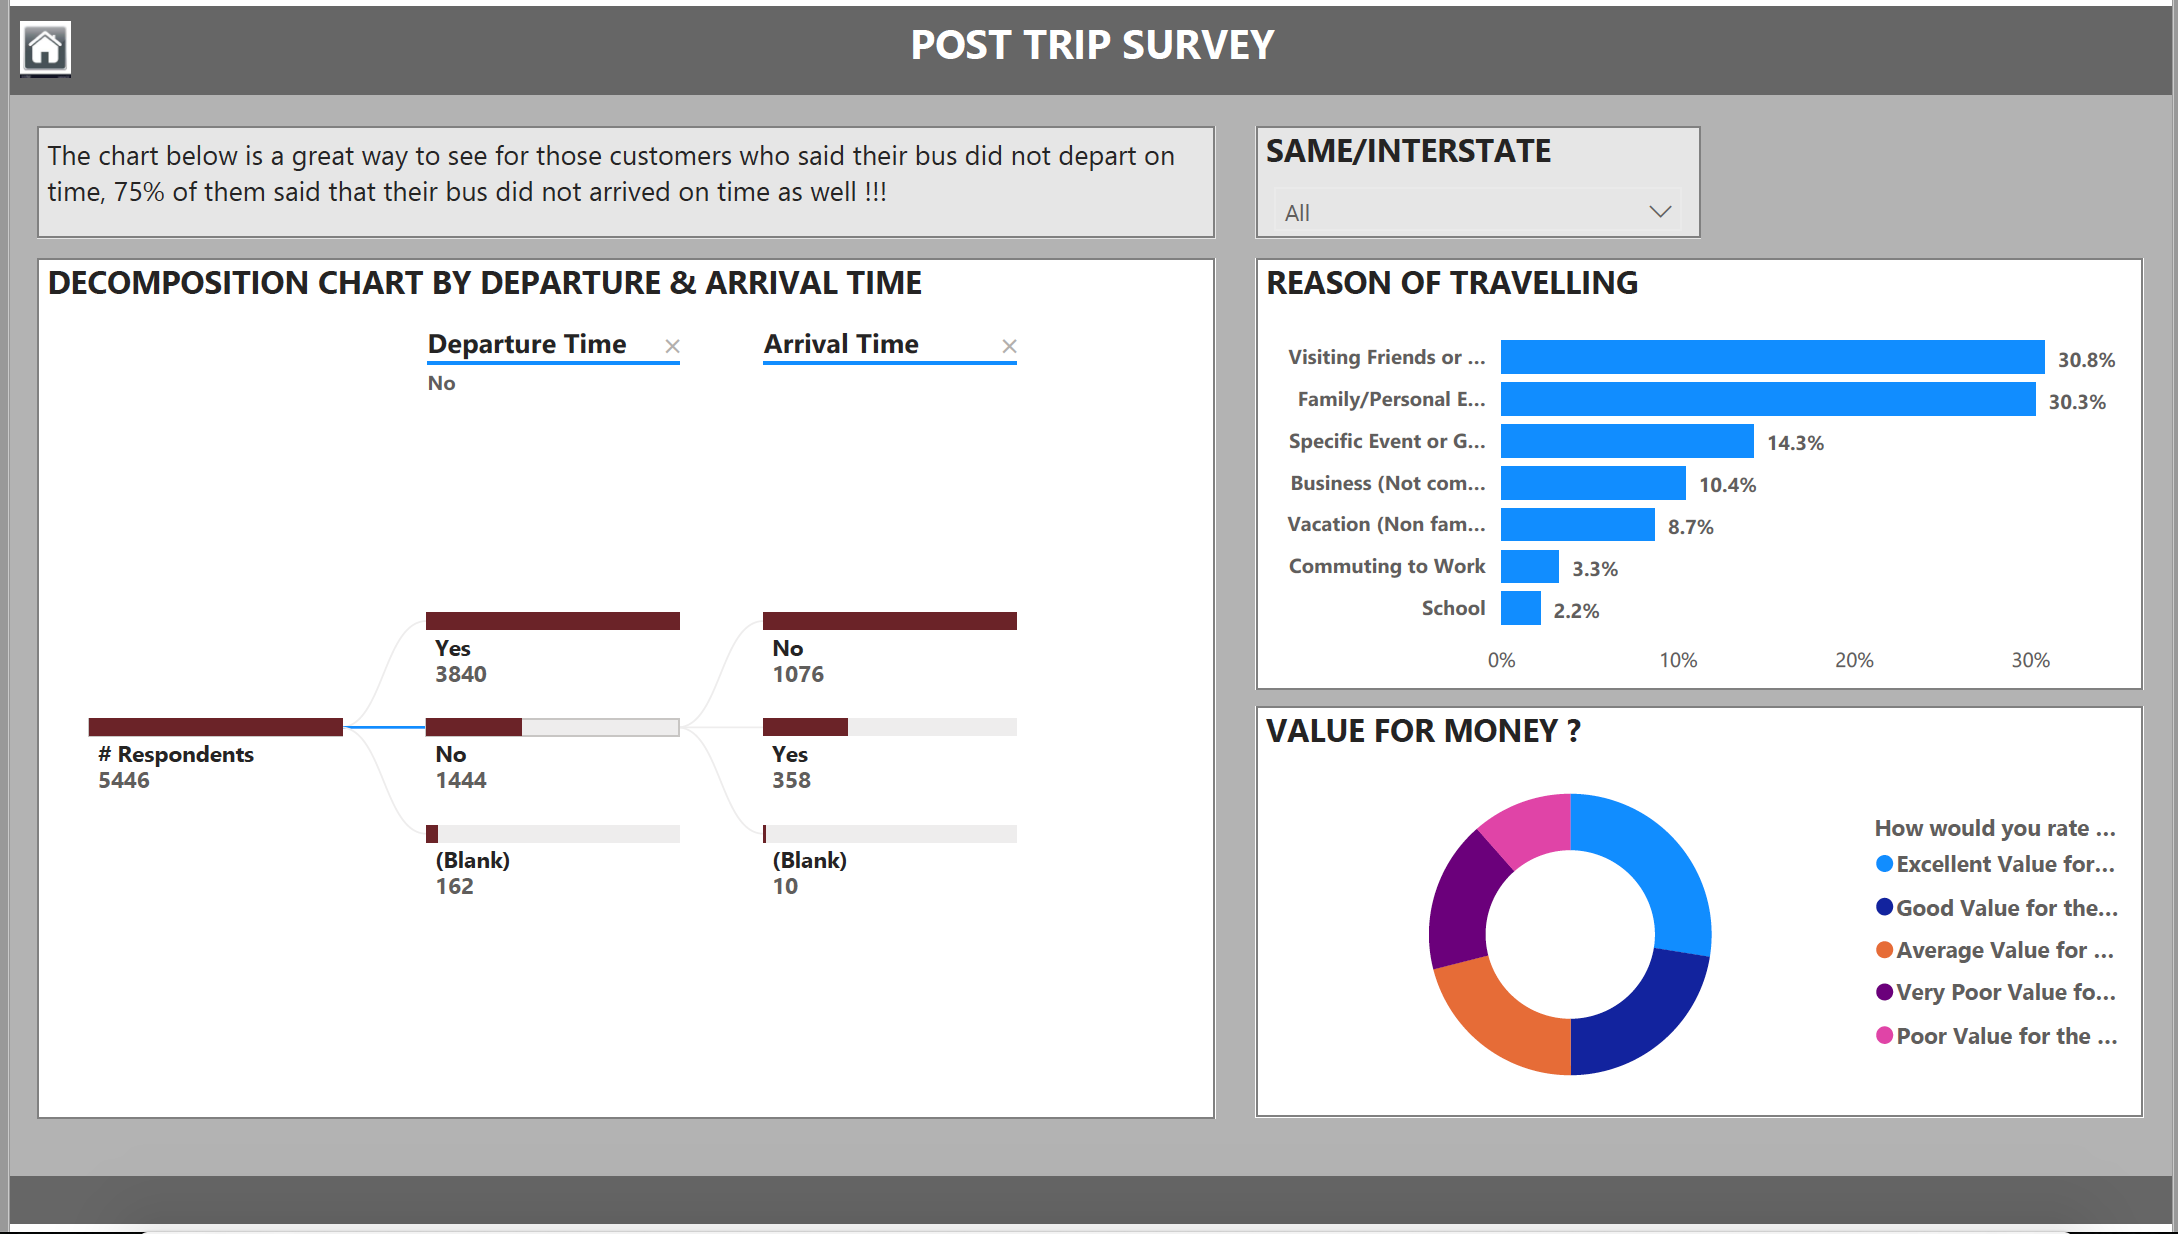 POST TRIP SURVEY
The chart below is a great way to see for those customers who said their bus did not depart on
time, 75% of them said that their bus did not arrived on time as well !!!
SAME/INTERSTATE
All
DECOMPOSITION CHART BY DEPARTURE & ARRIVAL TIME
Departure Time ×
No
Arrival Time ×
# Respondents
5446
Yes
3840
No
1444
(Blank)
162
No
1076
Yes
358
(Blank)
10
REASON OF TRAVELLING
Visiting Friends or ... 30.8%
Family/Personal E... 30.3%
Specific Event or G... 14.3%
Business (Not com... 10.4%
Vacation (Non fam... 8.7%
Commuting to Work 3.3%
School 2.2%
0% 10% 20% 30%
VALUE FOR MONEY ?
How would you rate ...
Excellent Value for...
Good Value for the...
Average Value for ...
Very Poor Value fo...
Poor Value for the ...